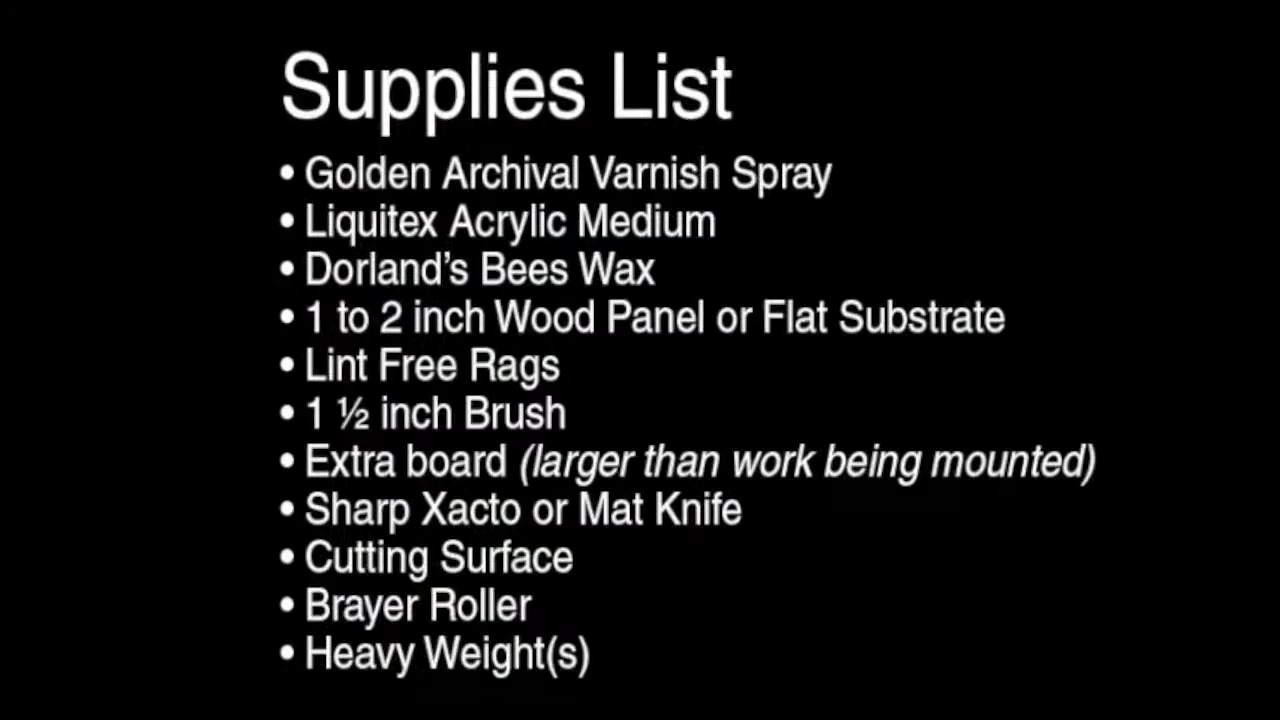 Supplies List
• Golden Archival Varnish Spray
• Liquitex Acrylic Medium
• Dorland’s Bees Wax
• 1 to 2 inch Wood Panel or Flat Substrate
• Lint Free Rags
• 1 ½ inch Brush
• Extra board (larger than work being mounted)
• Sharp Xacto or Mat Knife
• Cutting Surface
• Brayer Roller
• Heavy Weight(s)